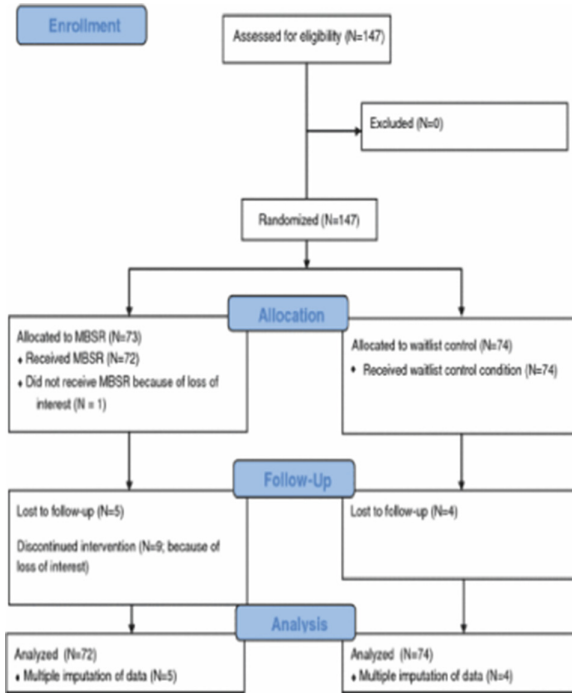 Enrollment
Assessed for eligibility (N=147)
Excluded (N=0)
Randomized (N=147)
Allocation
Allocated to MBSR (N=73)
♦ Received MBSR (N=72)
♦ Did not receive MBSR because of loss of
interest (N = 1)
Allocated to waitlist control (N=74)
♦ Received waitlist control condition (N=74)
Follow-Up
Lost to follow-up (N=5)
Discontinued intervention (N=9; because of
loss of interest)
Lost to follow-up (N=4)
Analysis
Analyzed (N=72)
♦ Multiple imputation of data (N=5)
Analyzed (N=74)
♦ Multiple imputation of data (N=4)